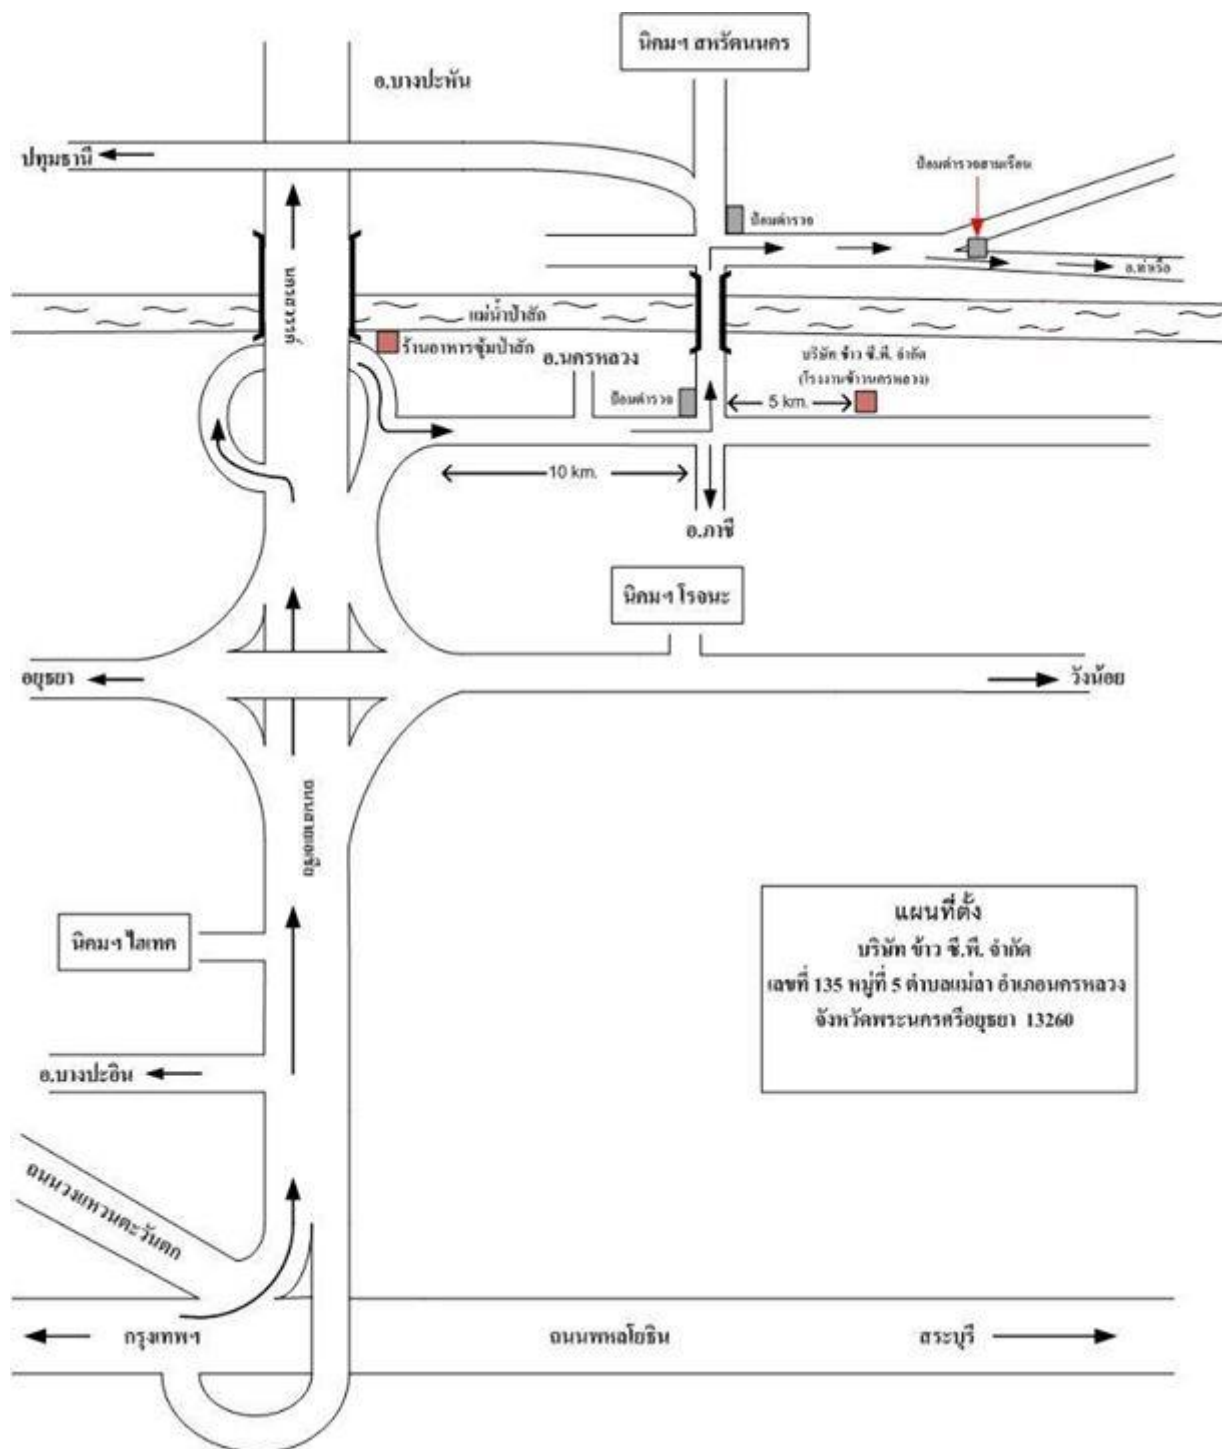 นิคมฯ สหรัตนนคร
อ.บางปะหัน
ปทุมธานี
ป้อมตำรวจสามเรือน
ป้อมตำรวจ
อ.ท่าเรือ
นครสวรรค์
แม่น้ำป่าสัก
ร้านอาหารซุ้มป่าสัก
อ.นครหลวง
บริษัท ข้าว ซี.พี. จำกัด
(โรงงานข้าวนครหลวง)
ป้อมตำรวจ
5 km.
10 km.
อ.ภาชี
นิคมฯ โรจนะ
อยุธยา
วังน้อย
ถนนสายเอเซีย
นิคมฯ ไฮเทค
แผนที่ตั้ง
บริษัท ข้าว ซี.พี. จำกัด
เลขที่ 135 หมู่ที่ 5 ตำบลแม่ลา อำเภอนครหลวง
จังหวัดพระนครศรีอยุธยา 13260
อ.บางปะอิน
ถนนวงแหวนตะวันตก
กรุงเทพฯ
ถนนพหลโยธิน
สระบุรี